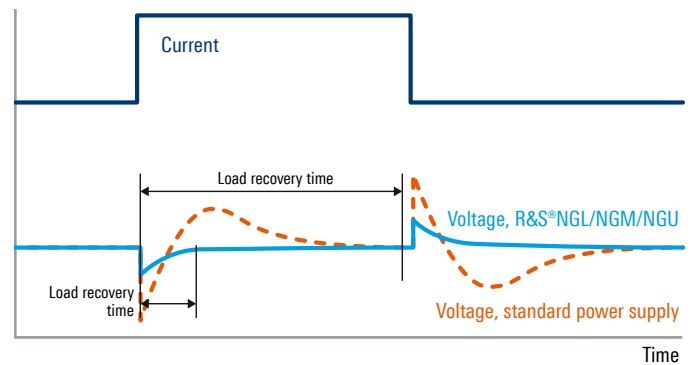 Current
Load recovery time
Voltage, R&S®NGL/NGM/NGU
Load recovery
time
Voltage, standard power supply
Time